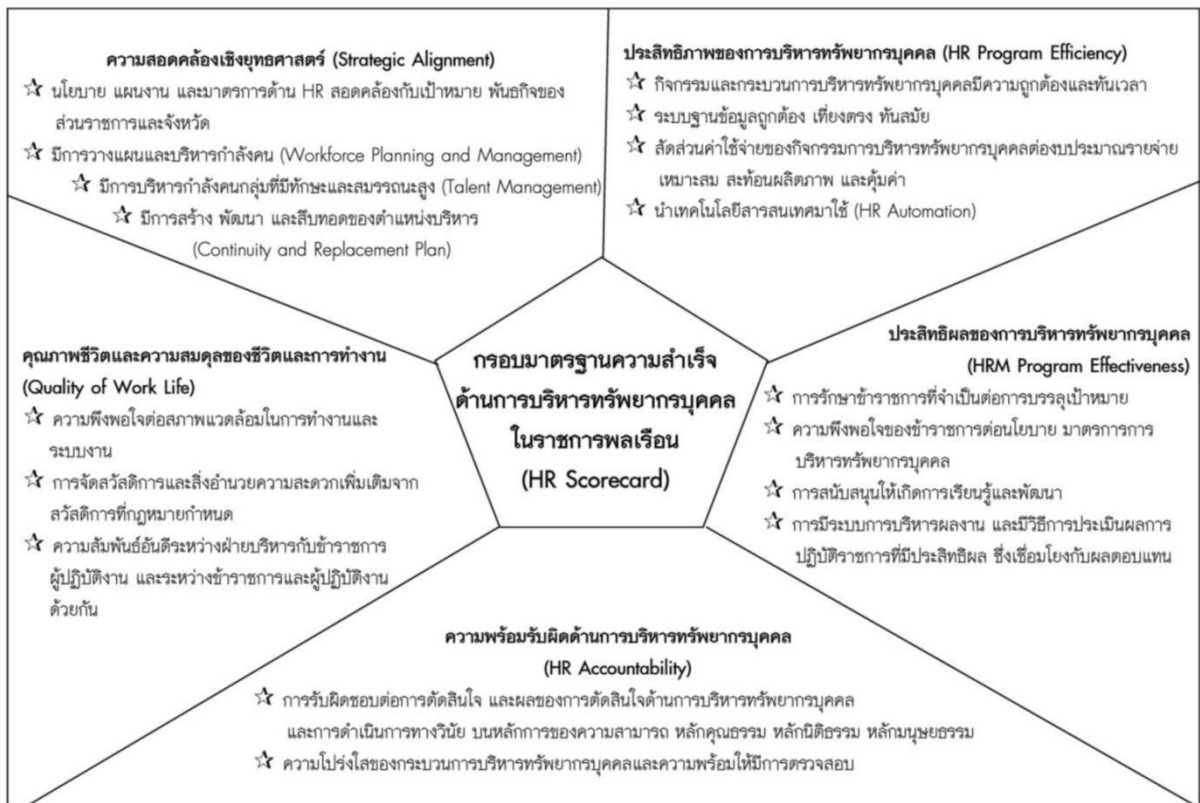 ความสอดคล้องเชิงยุทธศาสตร์ (Strategic Alignment)
☆ นโยบาย แผนงาน และมาตรการด้าน HR สอดคล้องกับเป้าหมาย พันธกิจของ
ส่วนราชการและจังหวัด
☆ มีการวางแผนและบริหารกำลังคน (Workforce Planning and Management)
☆ มีการบริหารกำลังคนกลุ่มที่มีทักษะและสมรรถนะสูง (Talent Management)
☆ มีการสร้าง พัฒนา และสืบทอดของตำแหน่งบริหาร
(Continuity and Replacement Plan)
ประสิทธิภาพของการบริหารทรัพยากรบุคคล (HR Program Efficiency)
☆ กิจกรรมและกระบวนการบริหารทรัพยากรบุคคลมีความถูกต้องและทันเวลา
☆ ระบบฐานข้อมูลถูกต้อง เที่ยงตรง ทันสมัย
☆ สัดส่วนค่าใช้จ่ายของกิจกรรมการบริหารทรัพยากรบุคคลต่องบประมาณรายจ่าย
เหมาะสม สะท้อนผลิตภาพ และคุ้มค่า
☆ นำเทคโนโลยีสารสนเทศมาใช้ (HR Automation)
คุณภาพชีวิตและความสมดุลของชีวิตและการทำงาน
(Quality of Work Life)
☆ ความพึงพอใจต่อสภาพแวดล้อมในการทำงานและ
ระบบงาน
☆ การจัดสวัสดิการและสิ่งอำนวยความสะดวกเพิ่มเติมจาก
สวัสดิการที่กฎหมายกำหนด
☆ ความสัมพันธ์อันดีระหว่างฝ่ายบริหารกับข้าราชการ
ผู้ปฏิบัติงาน และระหว่างข้าราชการและผู้ปฏิบัติงาน
ด้วยกัน
กรอบมาตรฐานความสำเร็จ
ด้านการบริหารทรัพยากรบุคคล
ในราชการพลเรือน
(HR Scorecard)
ประสิทธิผลของการบริหารทรัพยากรบุคคล
(HRM Program Effectiveness)
☆ การรักษาข้าราชการที่จำเป็นต่อการบรรลุเป้าหมาย
☆ ความพึงพอใจของข้าราชการต่อนโยบาย มาตรการการ
บริหารทรัพยากรบุคคล
☆ การสนับสนุนให้เกิดการเรียนรู้และพัฒนา
☆ การมีระบบการบริหารผลงาน และมีวิธีการประเมินผลการ
ปฏิบัติราชการที่มีประสิทธิผล ซึ่งเชื่อมโยงกับผลตอบแทน
ความพร้อมรับผิดด้านการบริหารทรัพยากรบุคคล
(HR Accountability)
☆ การรับผิดชอบต่อการตัดสินใจ และผลของการตัดสินใจด้านการบริหารทรัพยากรบุคคล
และการดำเนินการทางวินัย บนหลักการของความสามารถ หลักคุณธรรม หลักนิติธรรม หลักมนุษยธรรม
☆ ความโปร่งใสของกระบวนการบริหารทรัพยากรบุคคลและความพร้อมให้มีการตรวจสอบ